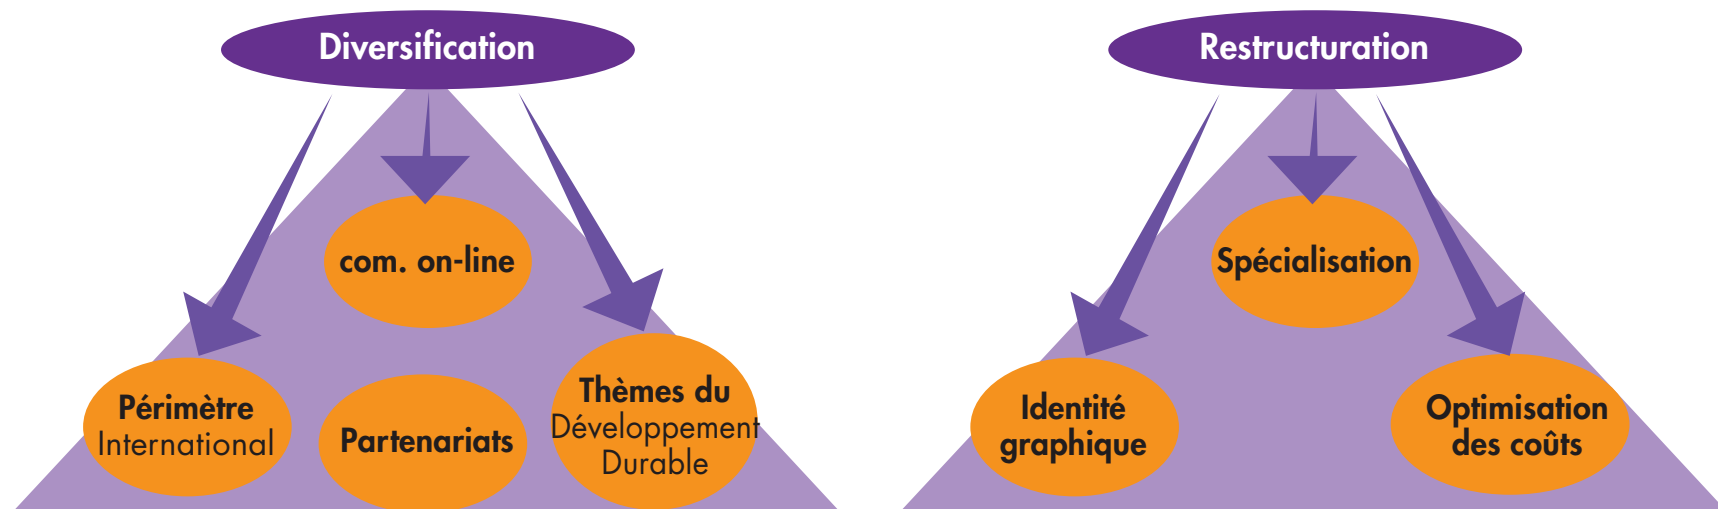 Diversification
com. on-line
Périmètre
International
Partenariats
Thèmes du
Développement
Durable
Restructuration
Spécialisation
Identité
graphique
Optimisation
des coûts